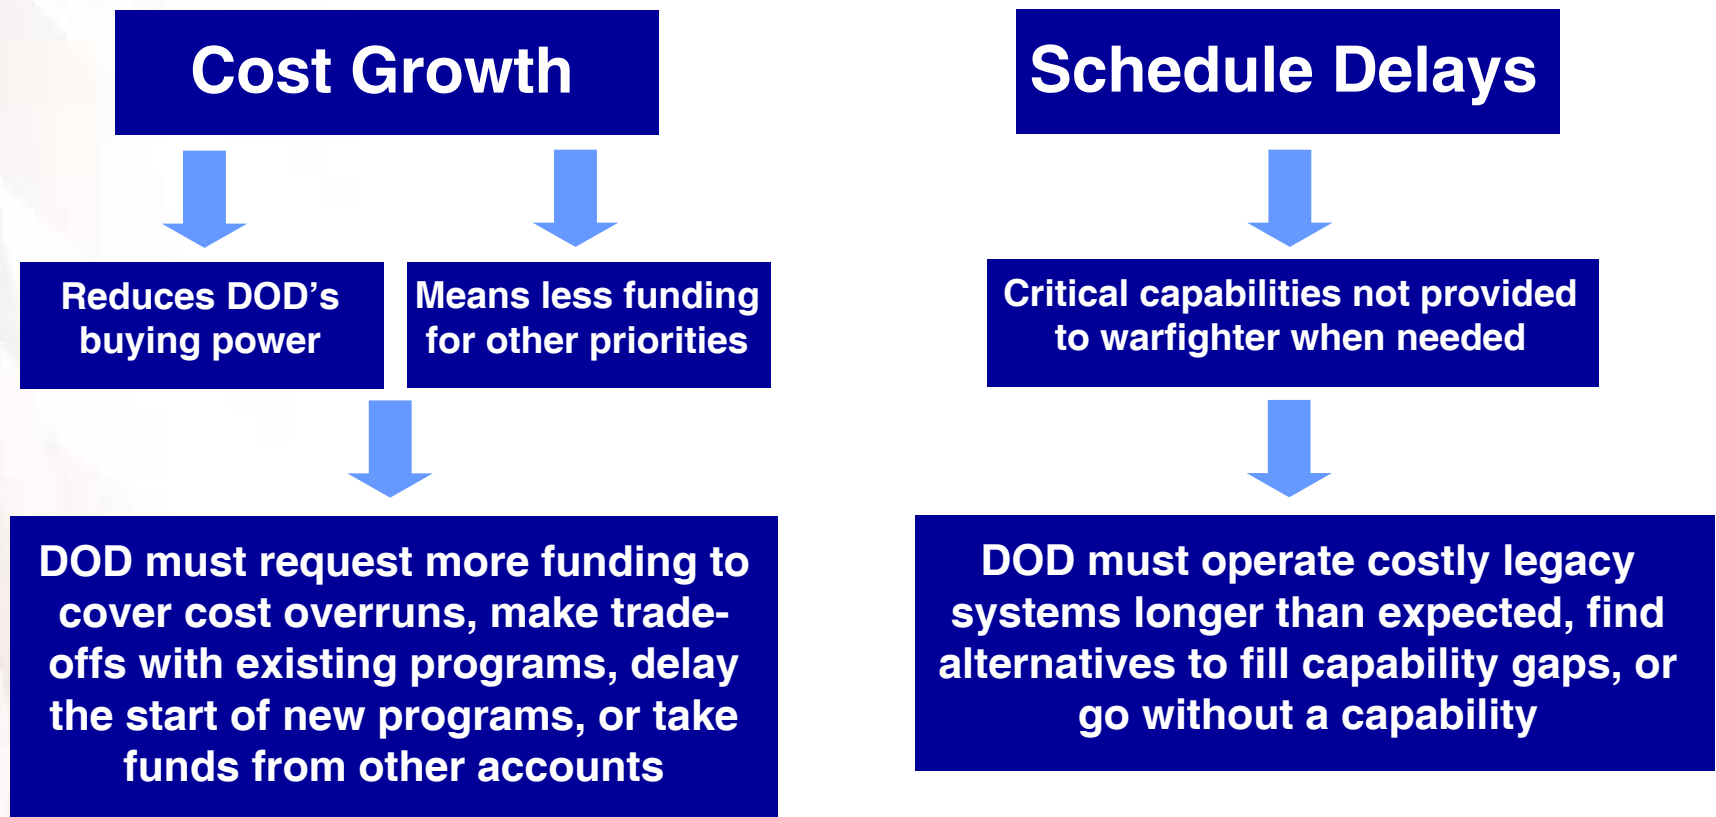 Cost Growth
Reduces DOD's
buying power
Means less funding
for other priorities
DOD must request more funding to
cover cost overruns, make trade-
offs with existing programs, delay
the start of new programs, or take
funds from other accounts
Schedule Delays
Critical capabilities not provided
to warfighter when needed
DOD must operate costly legacy
systems longer than expected, find
alternatives to fill capability gaps, or
go without a capability